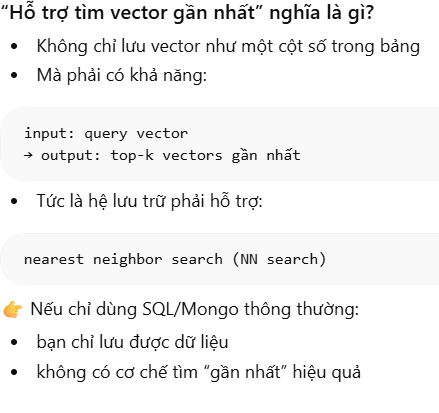 “Hỗ trợ tìm vector gần nhất” nghĩa là gì?
• Không chỉ lưu vector như một cột số trong bảng
• Mà phải có khả năng:
input: query vector
→ output: top-k vectors gần nhất
• Tức là hệ lưu trữ phải hỗ trợ:
nearest neighbor search (NN search)
👉 Nếu chỉ dùng SQL/Mongo thông thường:
• bạn chỉ lưu được dữ liệu
• không có cơ chế tìm “gần nhất” hiệu quả